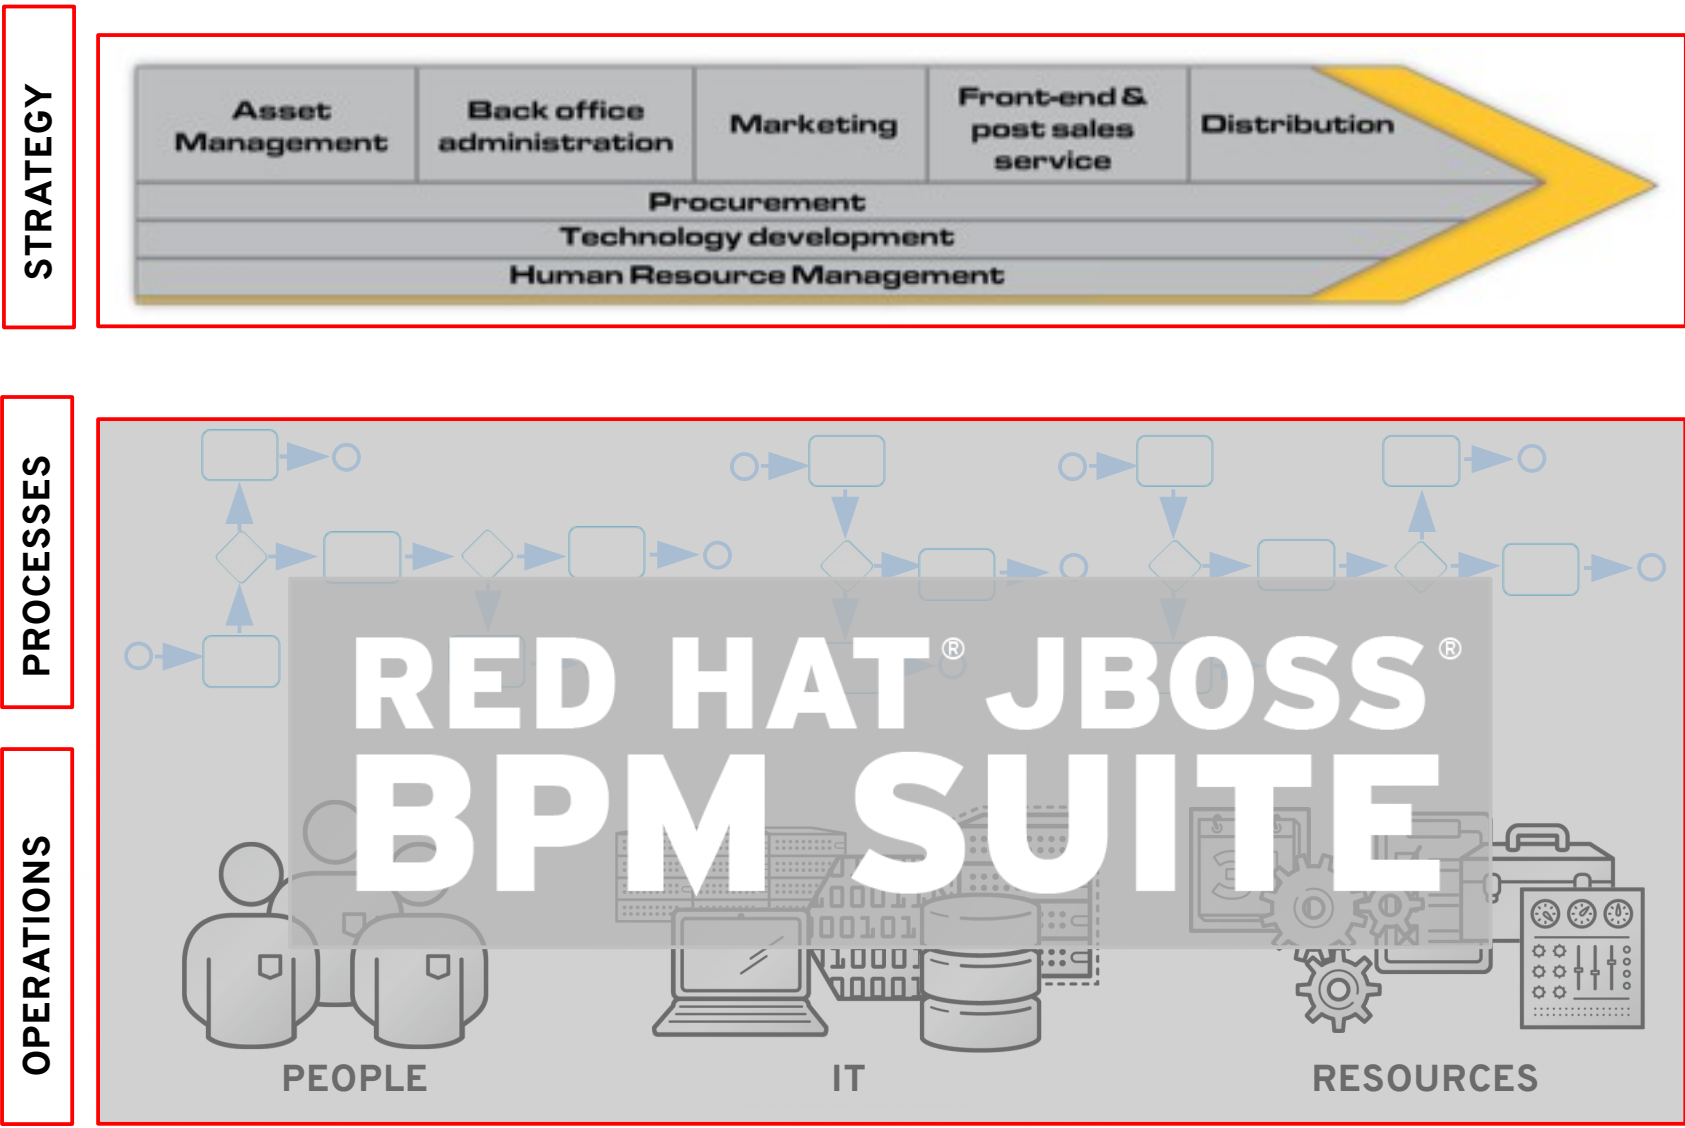 STRATEGY
Asset
Management
Back office
administration
Marketing
Front-end &
post sales
service
Distribution
Procurement
Technology development
Human Resource Management
PROCESSES
RED HAT® JBOSS®
BPM SUITE
OPERATIONS
PEOPLE
IT
RESOURCES